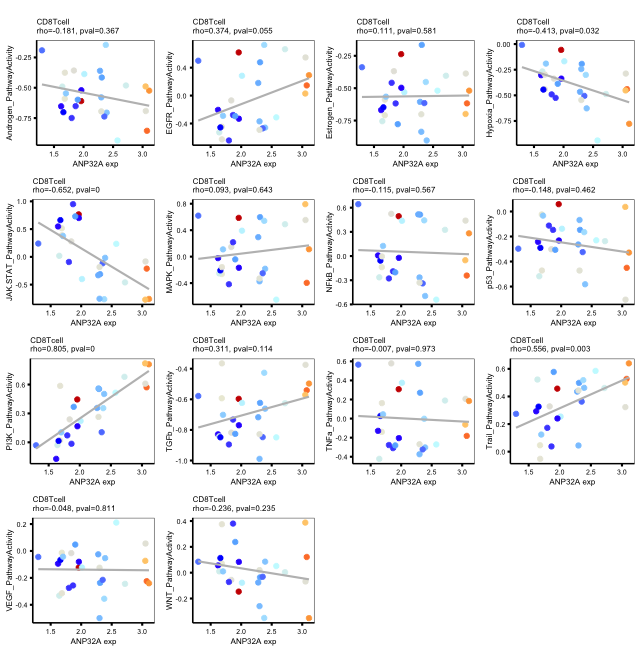 CD8Tcell
rho=-0.181, pval=0.367
Androgen_PathwayActivity
-0.25
-0.50
-0.75
1.5 2.0 2.5 3.0
ANP32A exp
CD8Tcell
rho=0.374, pval=0.055
EGFR_PathwayActivity
0.5
0.0
-0.5
1.5 2.0 2.5 3.0
ANP32A exp
CD8Tcell
rho=0.111, pval=0.581
Estrogen_PathwayActivity
-0.25
-0.50
-0.75
1.5 2.0 2.5 3.0
ANP32A exp
CD8Tcell
rho=-0.413, pval=0.032
Hypoxia_PathwayActivity
0.00
-0.25
-0.50
-0.75
1.5 2.0 2.5 3.0
ANP32A exp
CD8Tcell
rho=-0.652, pval=0
JAK.STAT_PathwayActivity
1.0
0.5
0.0
-0.5
1.5 2.0 2.5 3.0
ANP32A exp
CD8Tcell
rho=0.093, pval=0.643
MAPK_PathwayActivity
0.8
0.4
0.0
-0.4
-0.8
1.5 2.0 2.5 3.0
ANP32A exp
CD8Tcell
rho=-0.115, pval=0.567
NFkB_PathwayActivity
0.6
0.3
0.0
-0.3
-0.6
1.5 2.0 2.5 3.0
ANP32A exp
CD8Tcell
rho=-0.148, pval=0.462
p53_PathwayActivity
0.0
-0.2
-0.4
-0.6
1.5 2.0 2.5 3.0
ANP32A exp
CD8Tcell
rho=0.805, pval=0
PI3K_PathwayActivity
0.6
0.3
0.0
1.5 2.0 2.5 3.0
ANP32A exp
CD8Tcell
rho=0.311, pval=0.114
TGFb_PathwayActivity
-0.4
-0.6
-0.8
-1.0
1.5 2.0 2.5 3.0
ANP32A exp
CD8Tcell
rho=-0.007, pval=0.973
TNFa_PathwayActivity
0.6
0.4
0.2
0.0
-0.2
-0.4
1.5 2.0 2.5 3.0
ANP32A exp
CD8Tcell
rho=0.556, pval=0.003
Trail_PathwayActivity
0.6
0.4
0.2
0.0
1.5 2.0 2.5 3.0
ANP32A exp
CD8Tcell
rho=-0.048, pval=0.811
VEGF_PathwayActivity
0.2
0.0
-0.2
-0.4
1.5 2.0 2.5 3.0
ANP32A exp
CD8Tcell
rho=-0.236, pval=0.235
WNT_PathwayActivity
0.4
0.2
0.0
-0.2
1.5 2.0 2.5 3.0
ANP32A exp